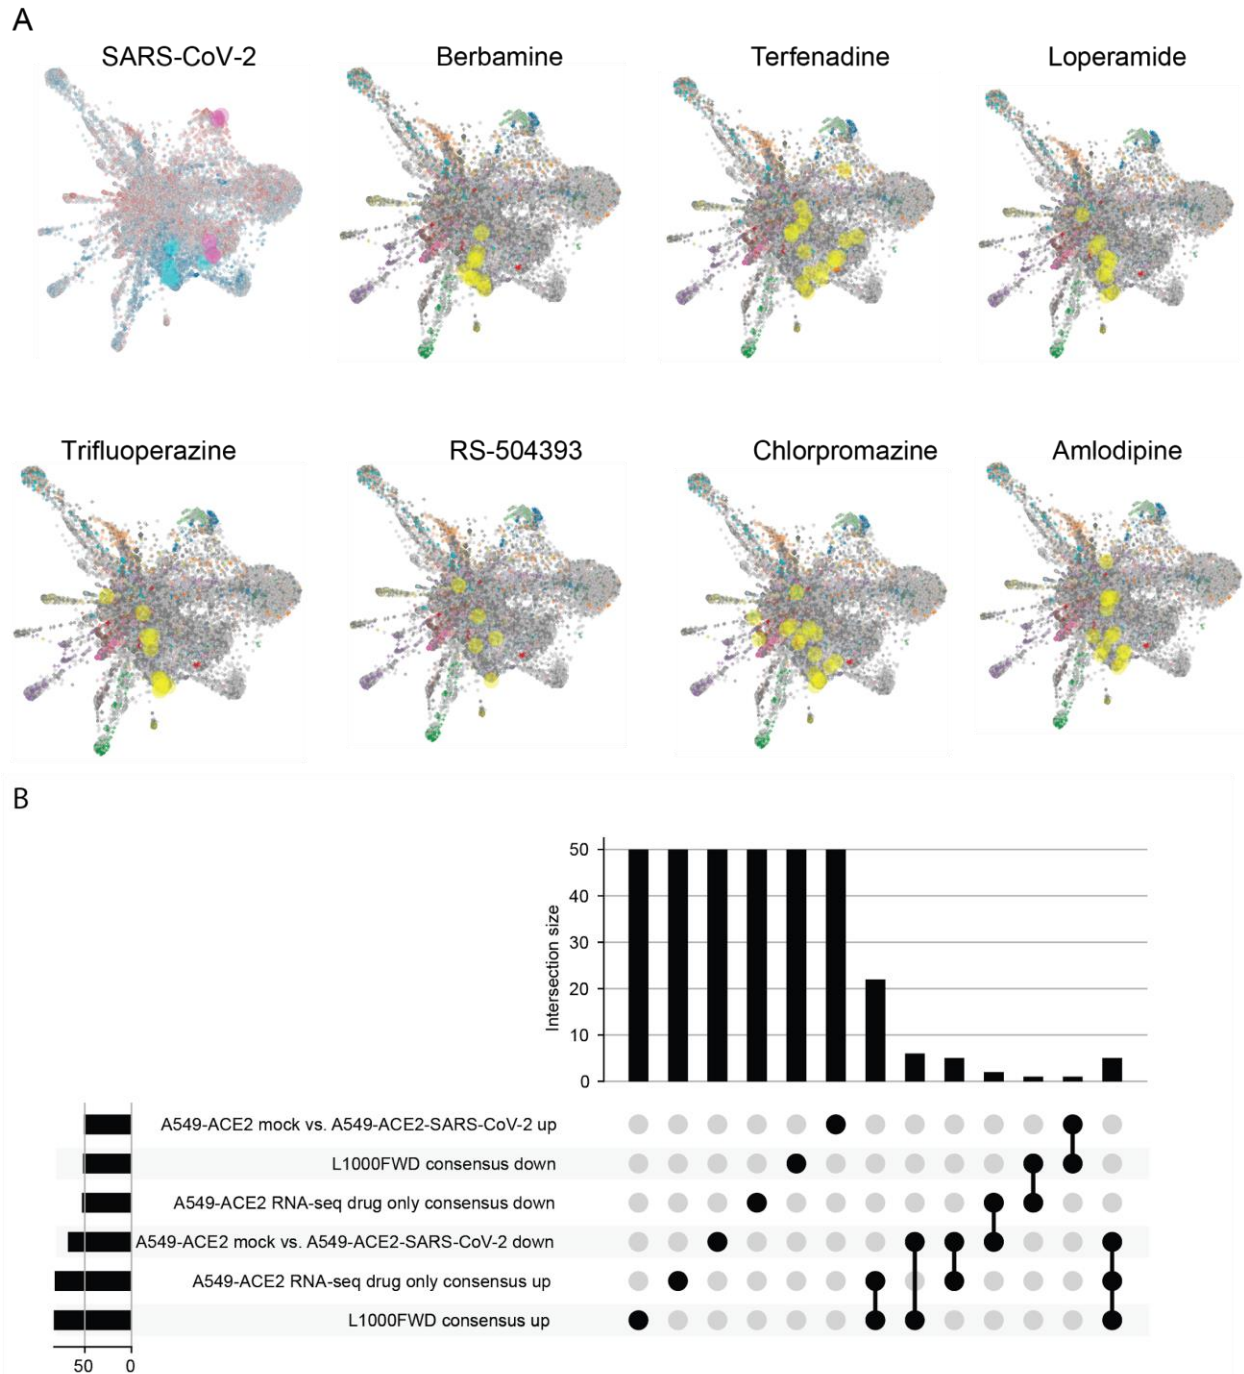 A
SARS-CoV-2
Berbamine
Terfenadine
Loperamide
Trifluoperazine
RS-504393
Chlorpromazine
Amlodipine
B
Intersection size
50
40
30
20
10
0
A549-ACE2 mock vs. A549-ACE2-SARS-CoV-2 up
L1000FWD consensus down
A549-ACE2 RNA-seq drug only consensus down
A549-ACE2 mock vs. A549-ACE2-SARS-CoV-2 down
A549-ACE2 RNA-seq drug only consensus up
L1000FWD consensus up
50 0